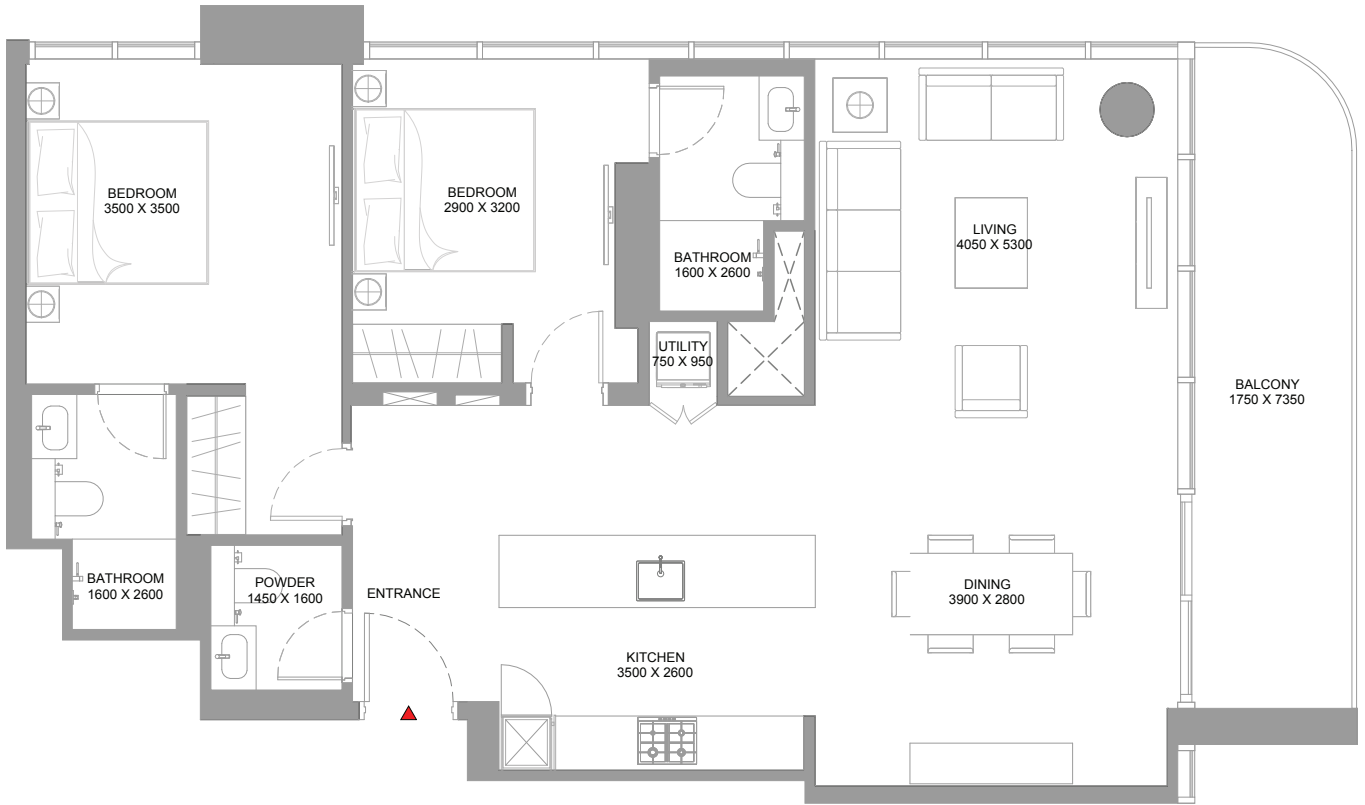 BEDROOM
3500 X 3500
BEDROOM
2900 X 3200
BATHROOM
1600 X 2600
LIVING
4050 X 5300
UTILITY
750 X 950
BALCONY
1750 X 7350
BATHROOM
1600 X 2600
POWDER
1450 X 1600
ENTRANCE
DINING
3900 X 2800
KITCHEN
3500 X 2600